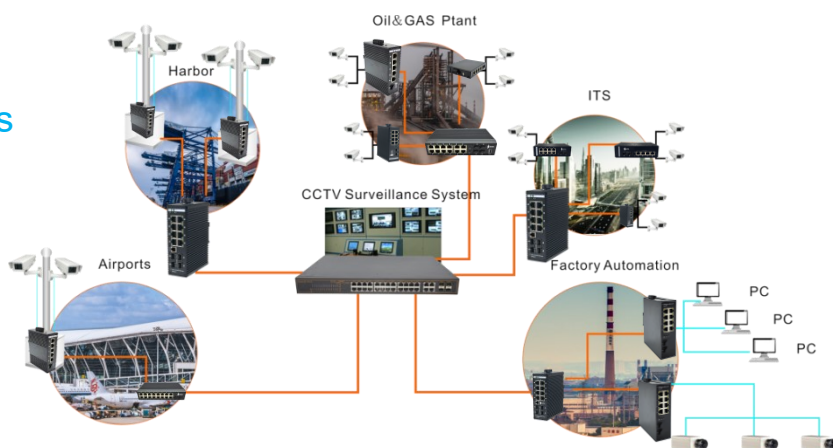 Oil&GAS Ptant
Harbor
ITS
s
CCTV Surveillance System
Airports
Factory Automation
PC
PC
PC